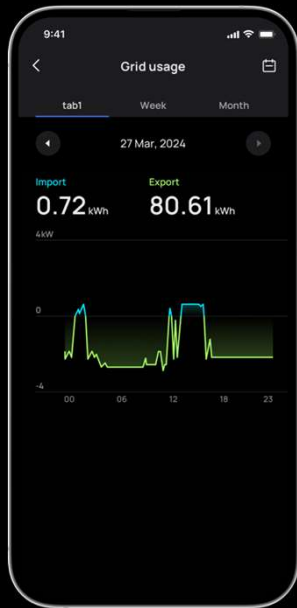 9:41
Grid usage
tab1 Week Month
27 Mar, 2024
Import Export
0.72 kWh 80.61 kWh
4kW
0
-4
00 06 12 18 23